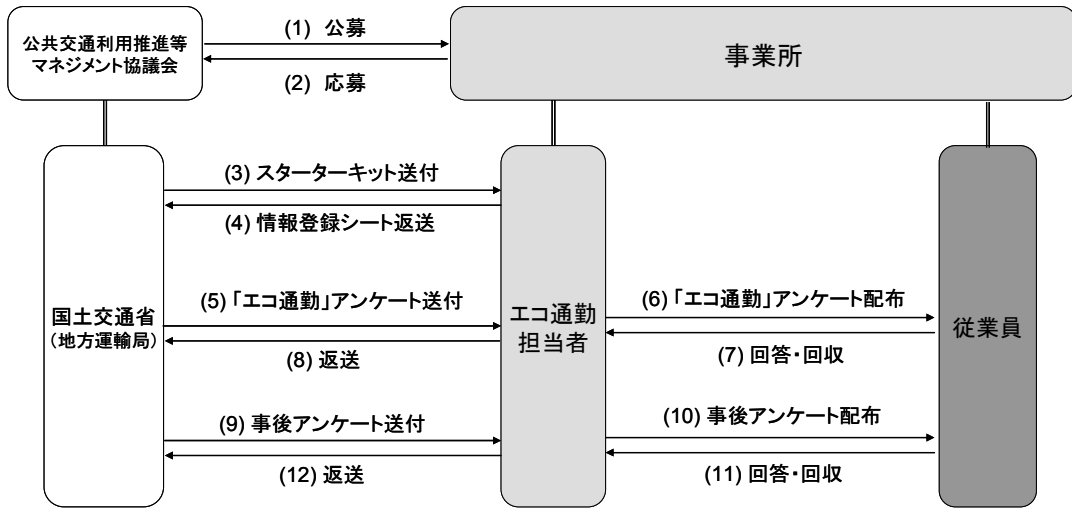 公共交通利用推進等
マネジメント協議会
(1) 公募
(2) 応募
事業所
(3) スターターキット送付
(4) 情報登録シート返送
(5)「エコ通勤」アンケート送付
(8) 返送
(9) 事後アンケート送付
(12) 返送
国土交通省
(地方運輸局)
エコ通勤
担当者
(6)「エコ通勤」アンケート配布
(7) 回答・回収
(10) 事後アンケート配布
(11) 回答・回収
従業員